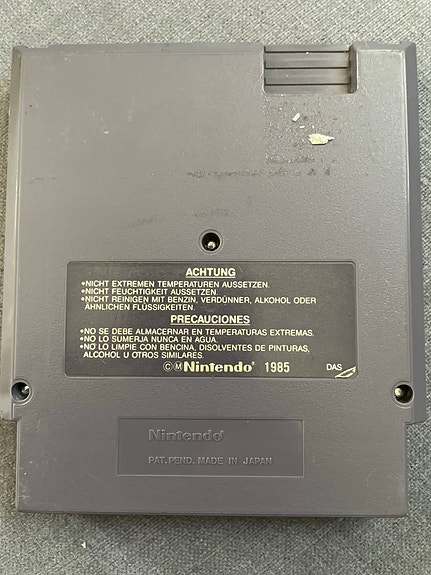 ACHTUNG
•NICHT EXTREMEN TEMPERATUREN AUSSETZEN.
•NICHT FEUCHTIGKEIT AUSSETZEN.
•NICHT REINIGEN MIT BENZIN, VERDÜNNER, ALKOHOL ODER
ÄHNLICHEN FLÜSSIGKEITEN.
PRECAUCIONES
•NO SE DEBE ALMACERNAR EN TEMPERATURAS EXTREMAS.
•NO LO SUMERJA NUNCA EN AGUA.
•NO LO LIMPIE CON BENCINA, DISOLVENTES DE PINTURAS,
ALCOHOL U OTROS SIMILARES.
©M Nintendo 1985 DAS
Nintendo
PAT. PEND. MADE IN JAPAN